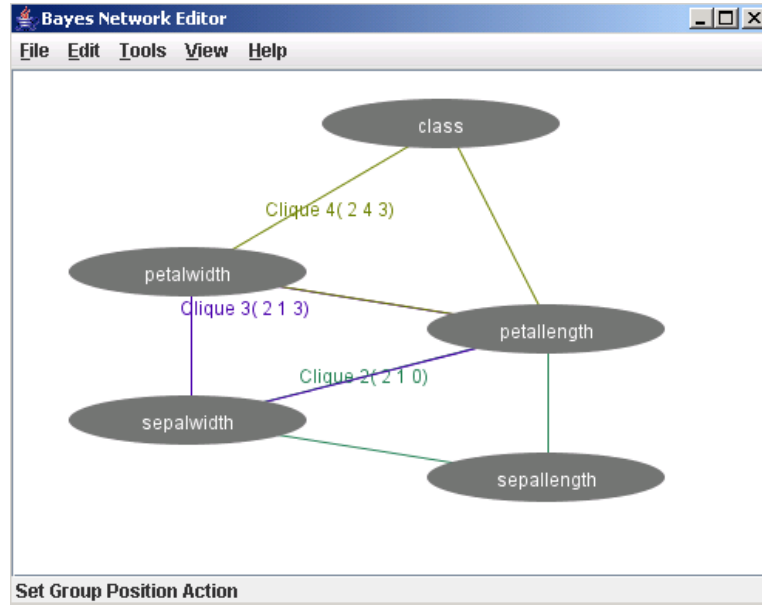 Bayes Network Editor
File Edit Tools View Help
class
Clique 4( 2 4 3)
petalwidth
Clique 3( 2 1 3)
petallength
Clique 2( 2 1 0)
sepalwidth
sepallength
Set Group Position Action